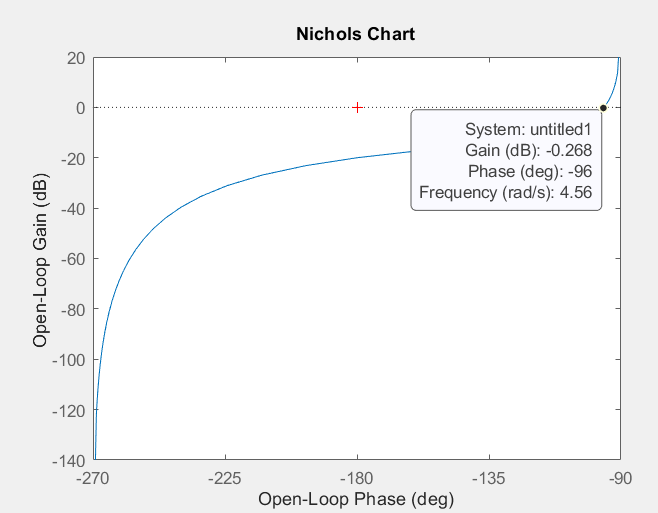 Nichols Chart
20
0
-20
-40
-60
-80
-100
-120
-140
Open-Loop Gain (dB)
System: untitled1
Gain (dB): -0.268
Phase (deg): -96
Frequency (rad/s): 4.56
-270 -225 -180 -135 -90
Open-Loop Phase (deg)